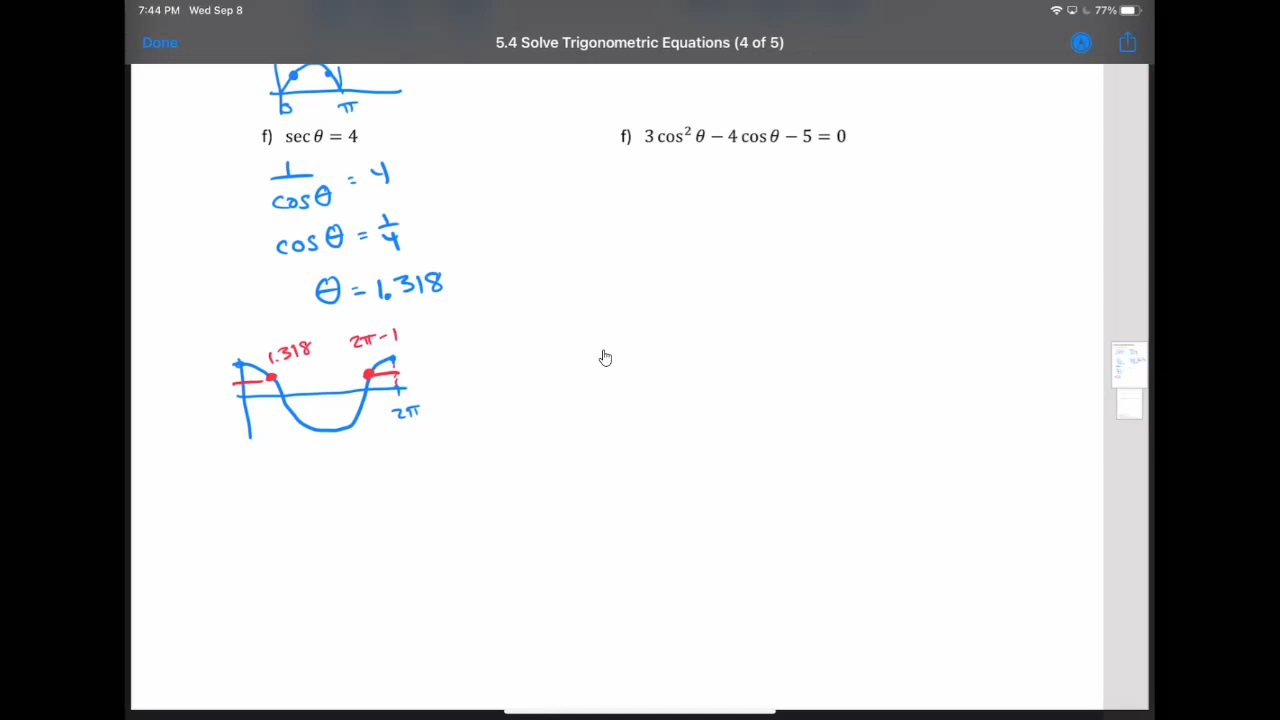 7:44 PM Wed Sep 8
77%
Done
5.4 Solve Trigonometric Equations (4 of 5)
0
π
f) sec θ = 4
f) 3 cos² θ − 4 cos θ − 5 = 0
1/cos θ = 4
cos θ = 1/4
θ = 1.318
1.318
2π − 1
2π